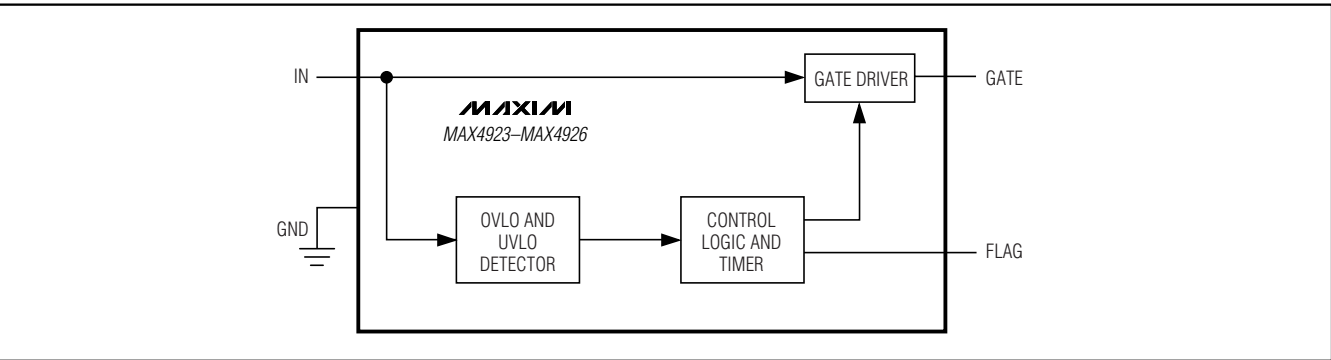 IN
GATE DRIVER
GATE
MAXIM
MAX4923–MAX4926
GND
OVLO AND
UVLO
DETECTOR
CONTROL
LOGIC AND
TIMER
FLAG